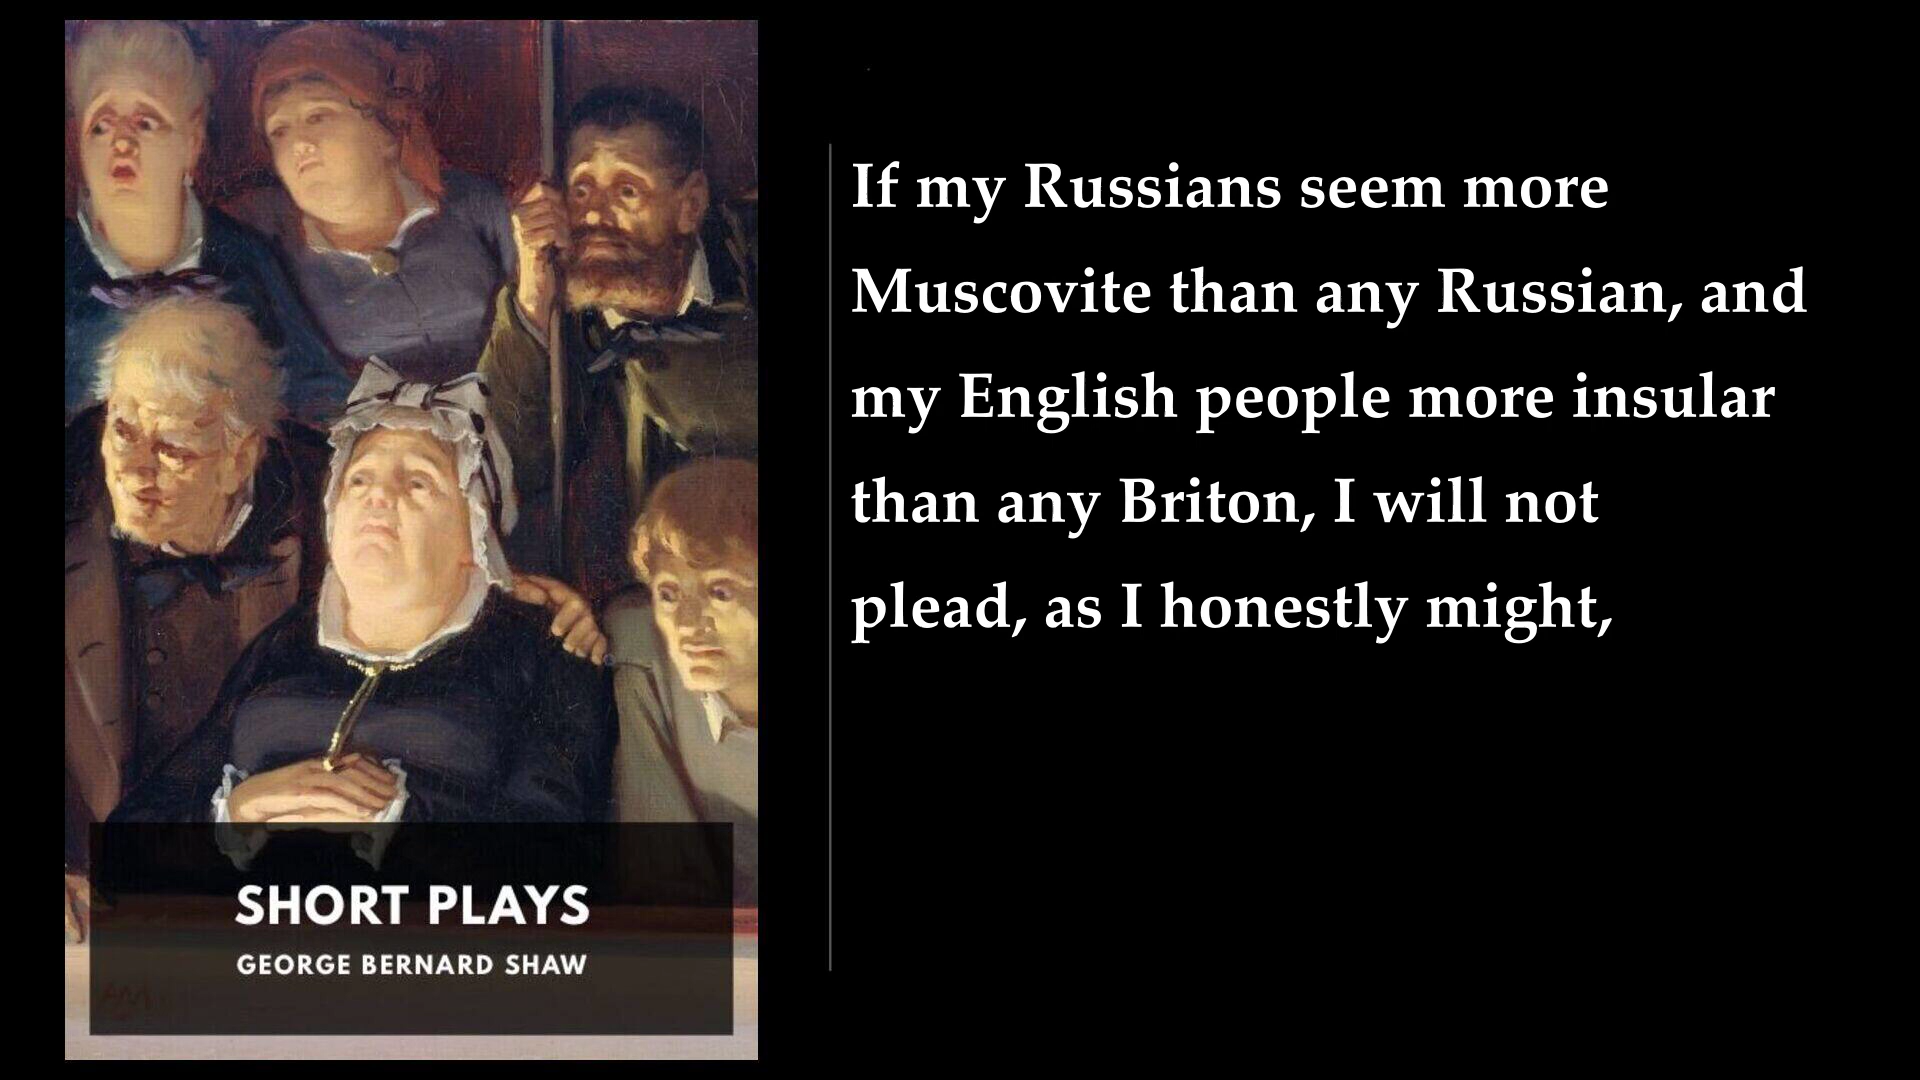 If my Russians seem more
Muscovite than any Russian, and
my English people more insular
than any Briton, I will not
plead, as I honestly might,
SHORT PLAYS
GEORGE BERNARD SHAW